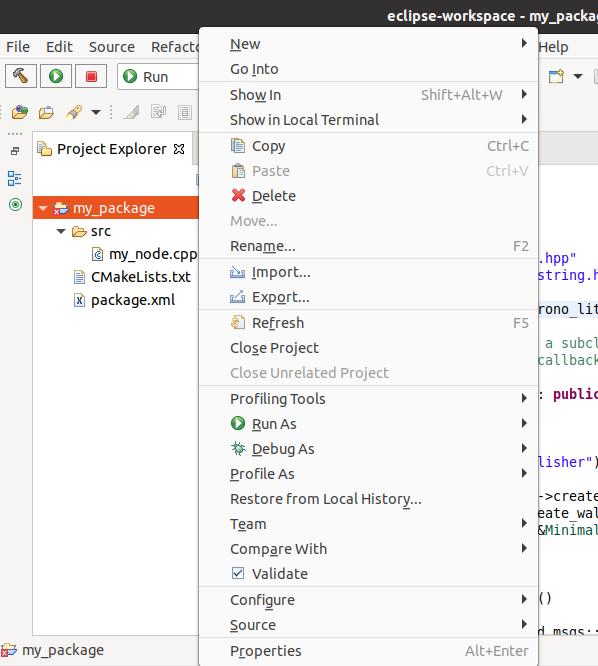 eclipse-workspace - my_packa
File Edit Source Refacto Help
Run
Project Explorer
my_package
src
my_node.cpp
CMakeLists.txt
package.xml
New
Go Into
Show In Shift+Alt+W
Show in Local Terminal
Copy Ctrl+C
Paste Ctrl+V
Delete
Move...
Rename... F2
Import...
Export...
Refresh F5
Close Project
Close Unrelated Project
Profiling Tools
Run As
Debug As
Profile As
Restore from Local History...
Team
Compare With
Validate
Configure
Source
Properties Alt+Enter
.hpp"
string.h
rono_lit
a subcl
callback
: public
lisher")
->create
eate_wal
&Minimal
()
d_msgs::
my_package